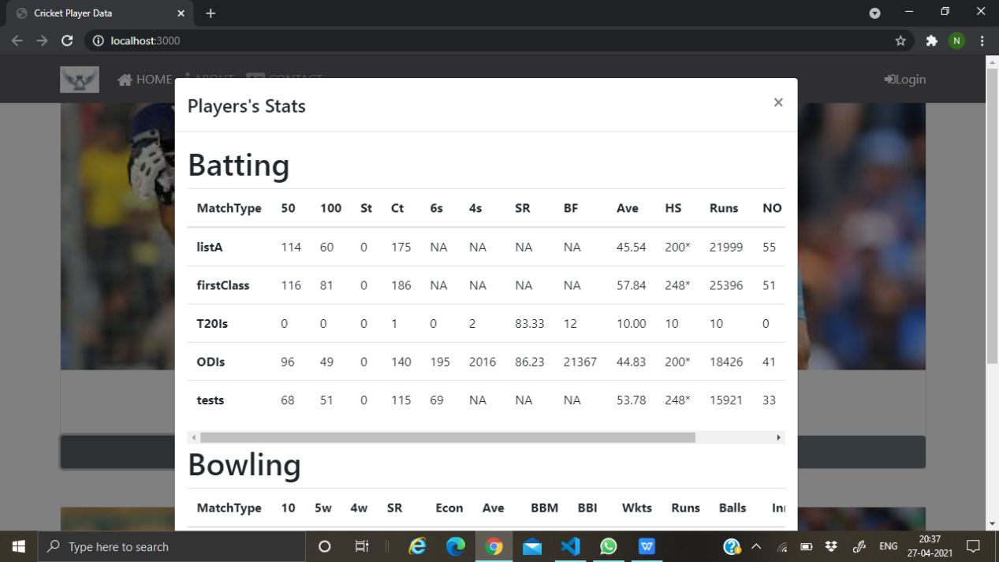 Cricket Player Data
localhost:3000
N
HOME ABOUT CONTACT Login
Players's Stats ×
Batting
MatchType 50 100 St Ct 6s 4s SR BF Ave HS Runs NO
listA 114 60 0 175 NA NA NA NA 45.54 200* 21999 55
firstClass 116 81 0 186 NA NA NA NA 57.84 248* 25396 51
T20Is 0 0 0 1 0 2 83.33 12 10.00 10 10 0
ODIs 96 49 0 140 195 2016 86.23 21367 44.83 200* 18426 41
tests 68 51 0 115 69 NA NA NA 53.78 248* 15921 33
Bowling
MatchType 10 5w 4w SR Econ Ave BBM BBI Wkts Runs Balls
Type here to search
ENG
20:37
27-04-2021